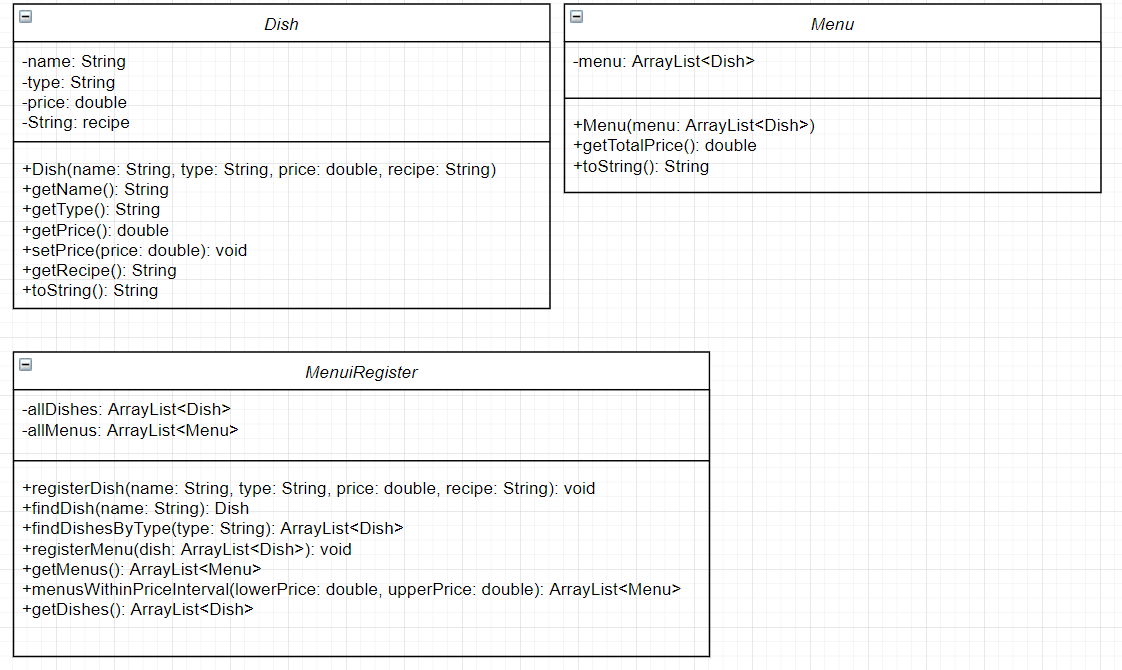 Dish
-name: String
-type: String
-price: double
-String: recipe
+Dish(name: String, type: String, price: double, recipe: String)
+getName(): String
+getType(): String
+getPrice(): double
+setPrice(price: double): void
+getRecipe(): String
+toString(): String
Menu
-menu: ArrayList<Dish>
+Menu(menu: ArrayList<Dish>)
+getTotalPrice(): double
+toString(): String
MenuiRegister
-allDishes: ArrayList<Dish>
-allMenus: ArrayList<Menu>
+registerDish(name: String, type: String, price: double, recipe: String): void
+findDish(name: String): Dish
+findDishesByType(type: String): ArrayList<Dish>
+registerMenu(dish: ArrayList<Dish>): void
+getMenus(): ArrayList<Menu>
+menusWithinPriceInterval(lowerPrice: double, upperPrice: double): ArrayList<Menu>
+getDishes(): ArrayList<Dish>